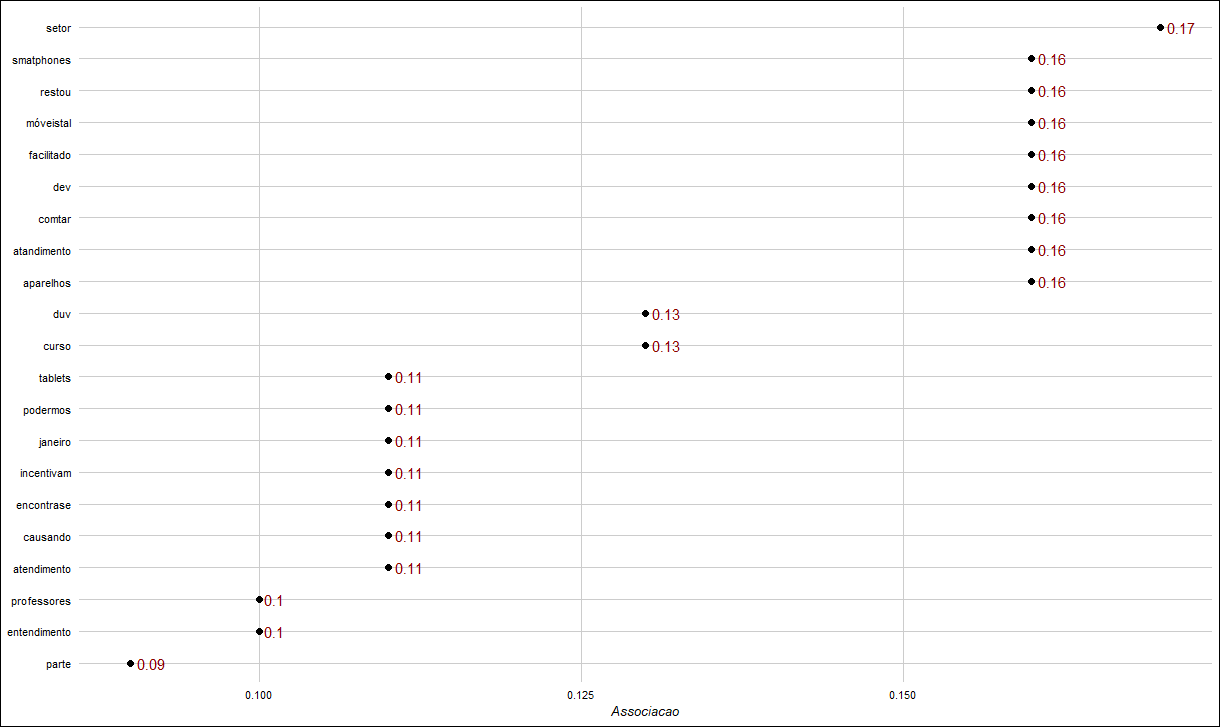 setor 0.17
smatphones 0.16
restou 0.16
móveistal 0.16
facilitado 0.16
dev 0.16
comtar 0.16
atandimento 0.16
aparelhos 0.16
duv 0.13
curso 0.13
tablets 0.11
podermos 0.11
janeiro 0.11
incentivam 0.11
encontrase 0.11
causando 0.11
atendimento 0.11
professores 0.1
entendimento 0.1
parte 0.09
0.100 0.125 0.150
Associacao